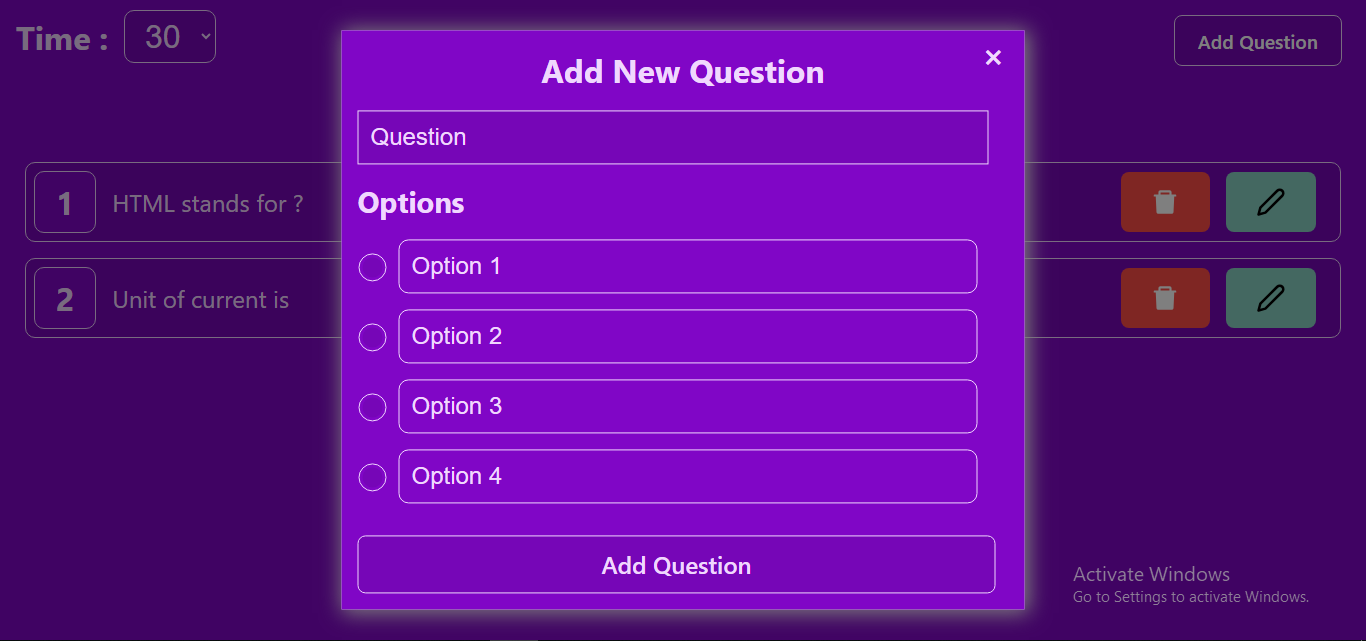 Time :
30
Add Question
Add New Question
×
Question
Options
Option 1
Option 2
Option 3
Option 4
Add Question
1
HTML stands for ?
2
Unit of current is
Activate Windows
Go to Settings to activate Windows.